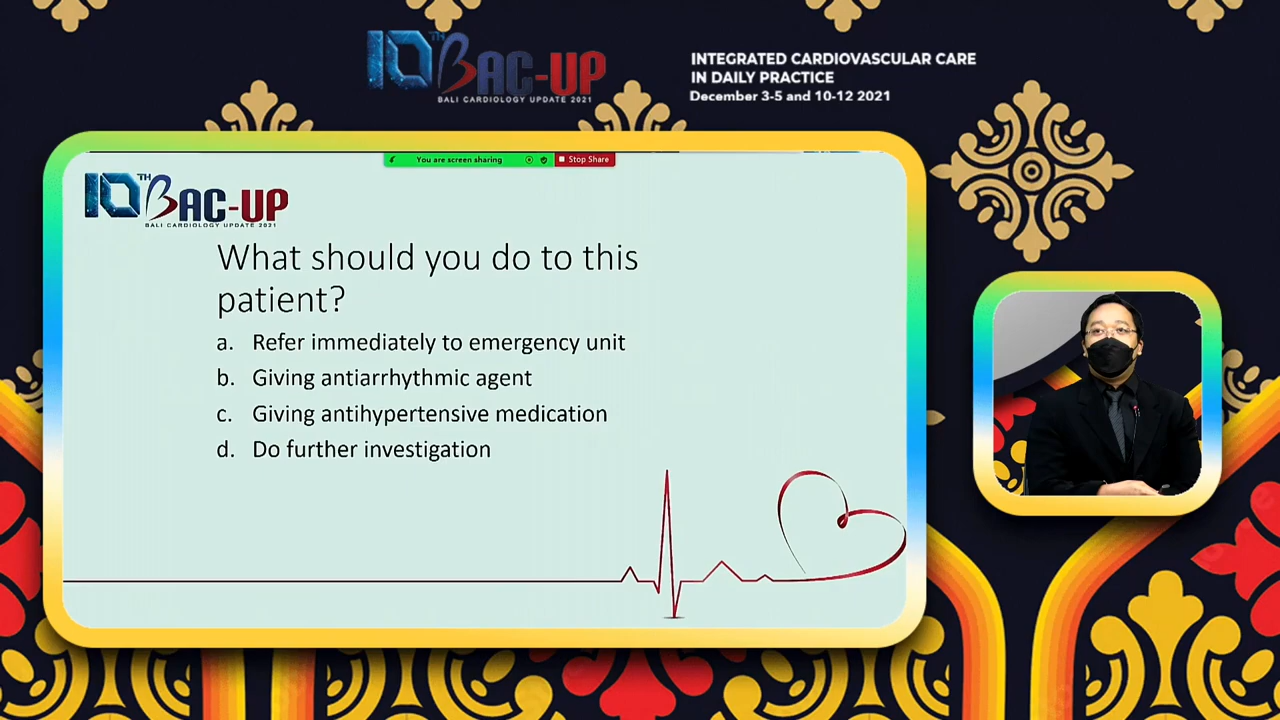 10TH BAC-UP
BALI CARDIOLOGY UPDATE 2021
INTEGRATED CARDIOVASCULAR CARE
IN DAILY PRACTICE
December 3-5 and 10-12 2021
You are screen sharing
Stop Share
10TH BAC-UP
BALI CARDIOLOGY UPDATE 2021
What should you do to this
patient?
a. Refer immediately to emergency unit
b. Giving antiarrhythmic agent
c. Giving antihypertensive medication
d. Do further investigation